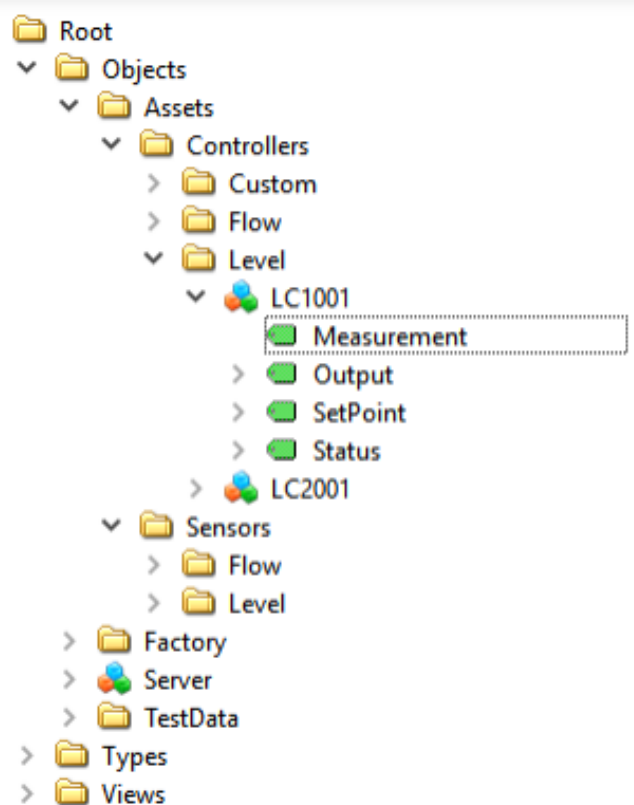 Root
Objects
Assets
Controllers
Custom
Flow
Level
LC1001
Measurement
Output
SetPoint
Status
LC2001
Sensors
Flow
Level
Factory
Server
TestData
Types
Views